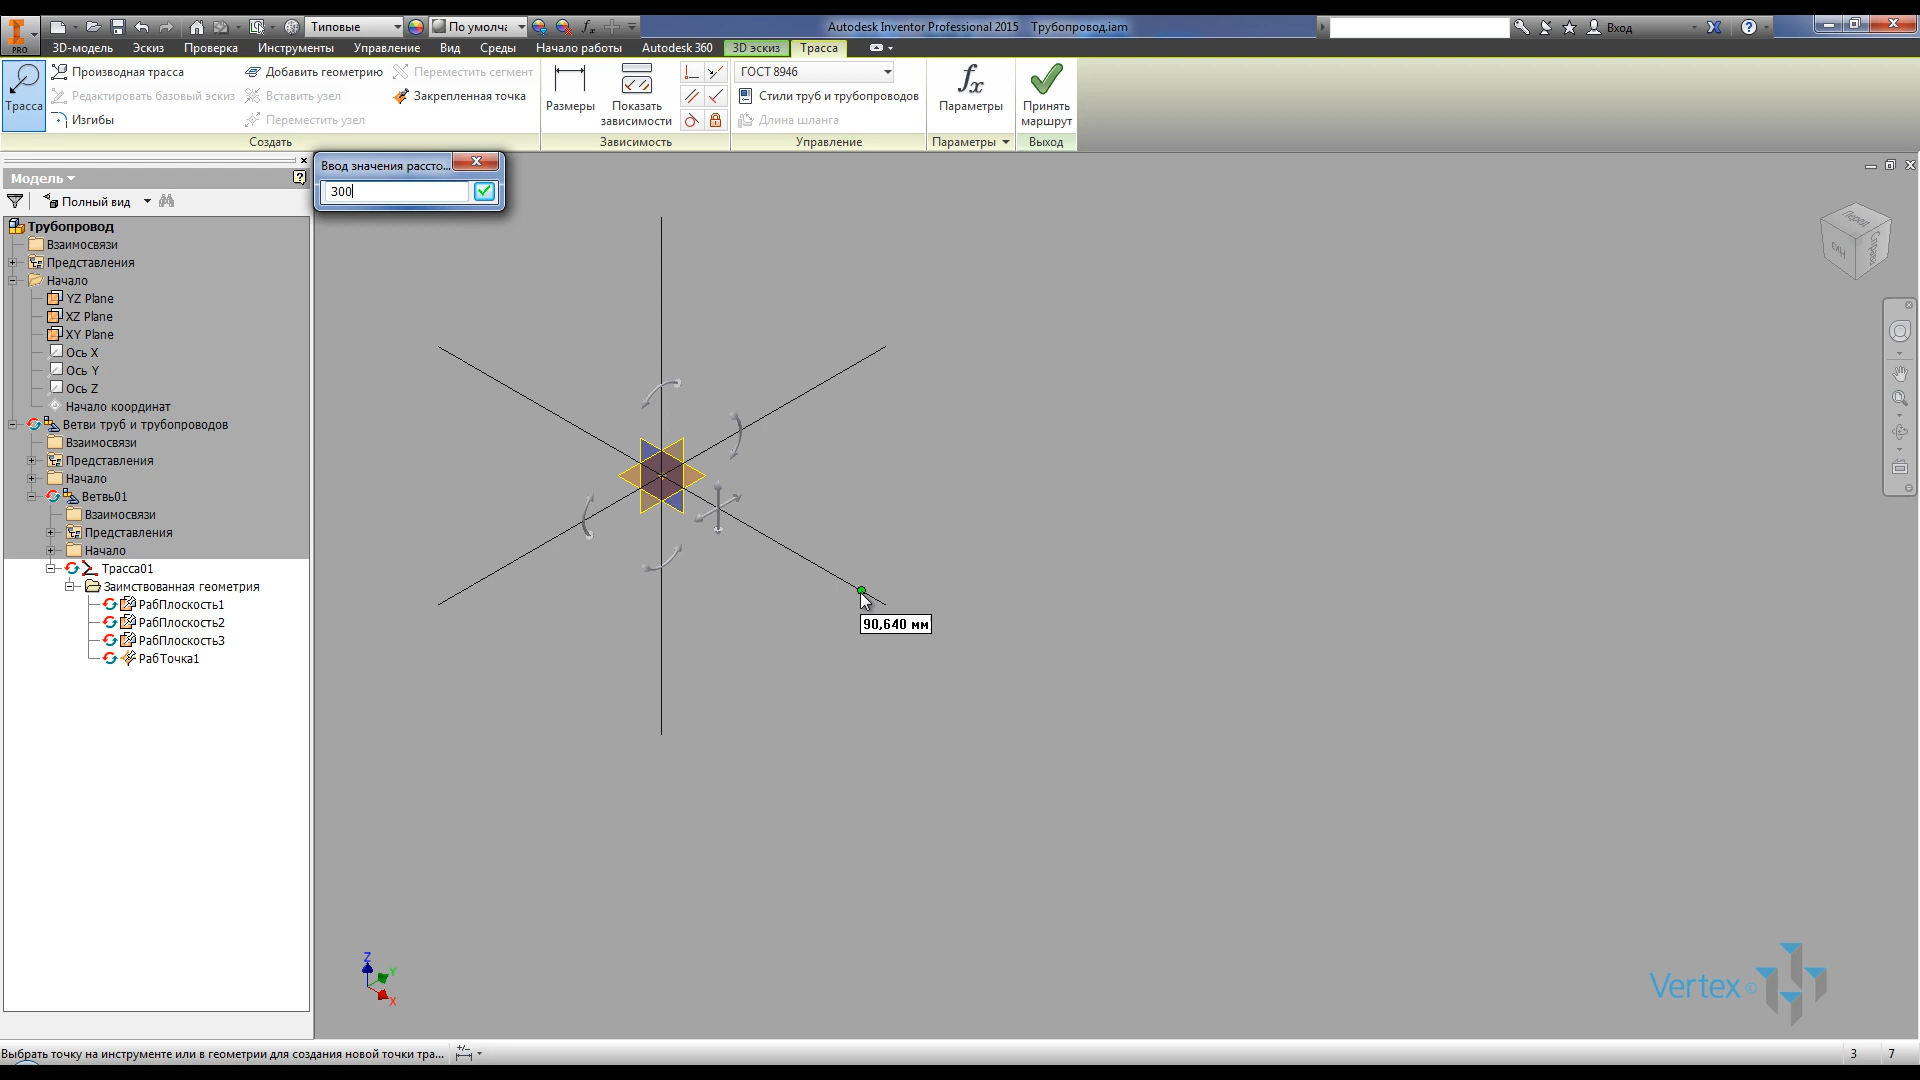 Типовые
По умолча
Autodesk Inventor Professional 2015 Трубопровод.iam
Вход
PRO
3D-модель Эскиз Проверка Инструменты Управление Вид Среды Начало работы Autodesk 360 3D эскиз Трасса
Трасса
Производная трасса
Редактировать базовый эскиз
Изгибы
Добавить геометрию
Вставить узел
Переместить узел
Переместить сегмент
Закрепленная точка
Создать
Размеры
Показать
зависимости
Зависимость
ГОСТ 8946
Стили труб и трубопроводов
Длина шланга
Управление
Параметры
Параметры
Принять
маршрут
Выход
Ввод значения рассто...
300
Модель
Полный вид
Трубопровод
Взаимосвязи
Представления
Начало
YZ Plane
XZ Plane
XY Plane
Ось X
Ось Y
Ось Z
Начало координат
Ветви труб и трубопроводов
Взаимосвязи
Представления
Начало
Ветвь01
Взаимосвязи
Представления
Начало
Трасса01
Заимствованная геометрия
РабПлоскость1
РабПлоскость2
РабПлоскость3
РабТочка1
90,640 мм
Перед
Справа
Низ
Z
Y
X
Vertex ©
Выбрать точку на инструменте или в геометрии для создания новой точки тра...
3 7